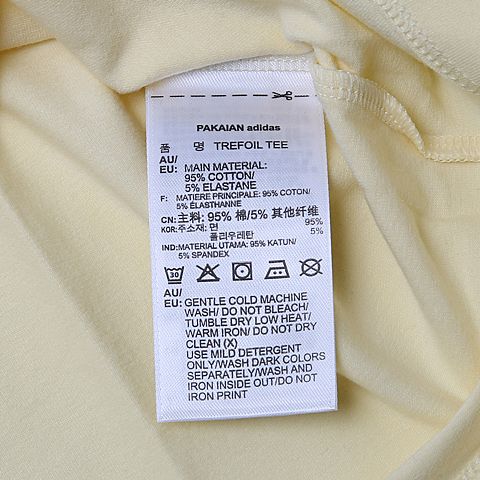 PAKAIAN adidas
품 명 TREFOIL TEE
AU/
EU: MAIN MATERIAL:
95% COTTON/
5% ELASTANE
F: MATIERE PRINCIPALE: 95% COTON/
5% ÉLASTHANNE
CN: 主料: 95% 棉/5% 其他纤维
KOR: 주소재: 면 95%
폴리우레탄 5%
IND: MATERIAL UTAMA: 95% KATUN/
5% SPANDEX
30
AU/
EU: GENTLE COLD MACHINE
WASH/ DO NOT BLEACH/
TUMBLE DRY LOW HEAT/
WARM IRON/ DO NOT DRY
CLEAN (X)
USE MILD DETERGENT
ONLY/WASH DARK COLORS
SEPARATELY/WASH AND
IRON INSIDE OUT/DO NOT
IRON PRINT